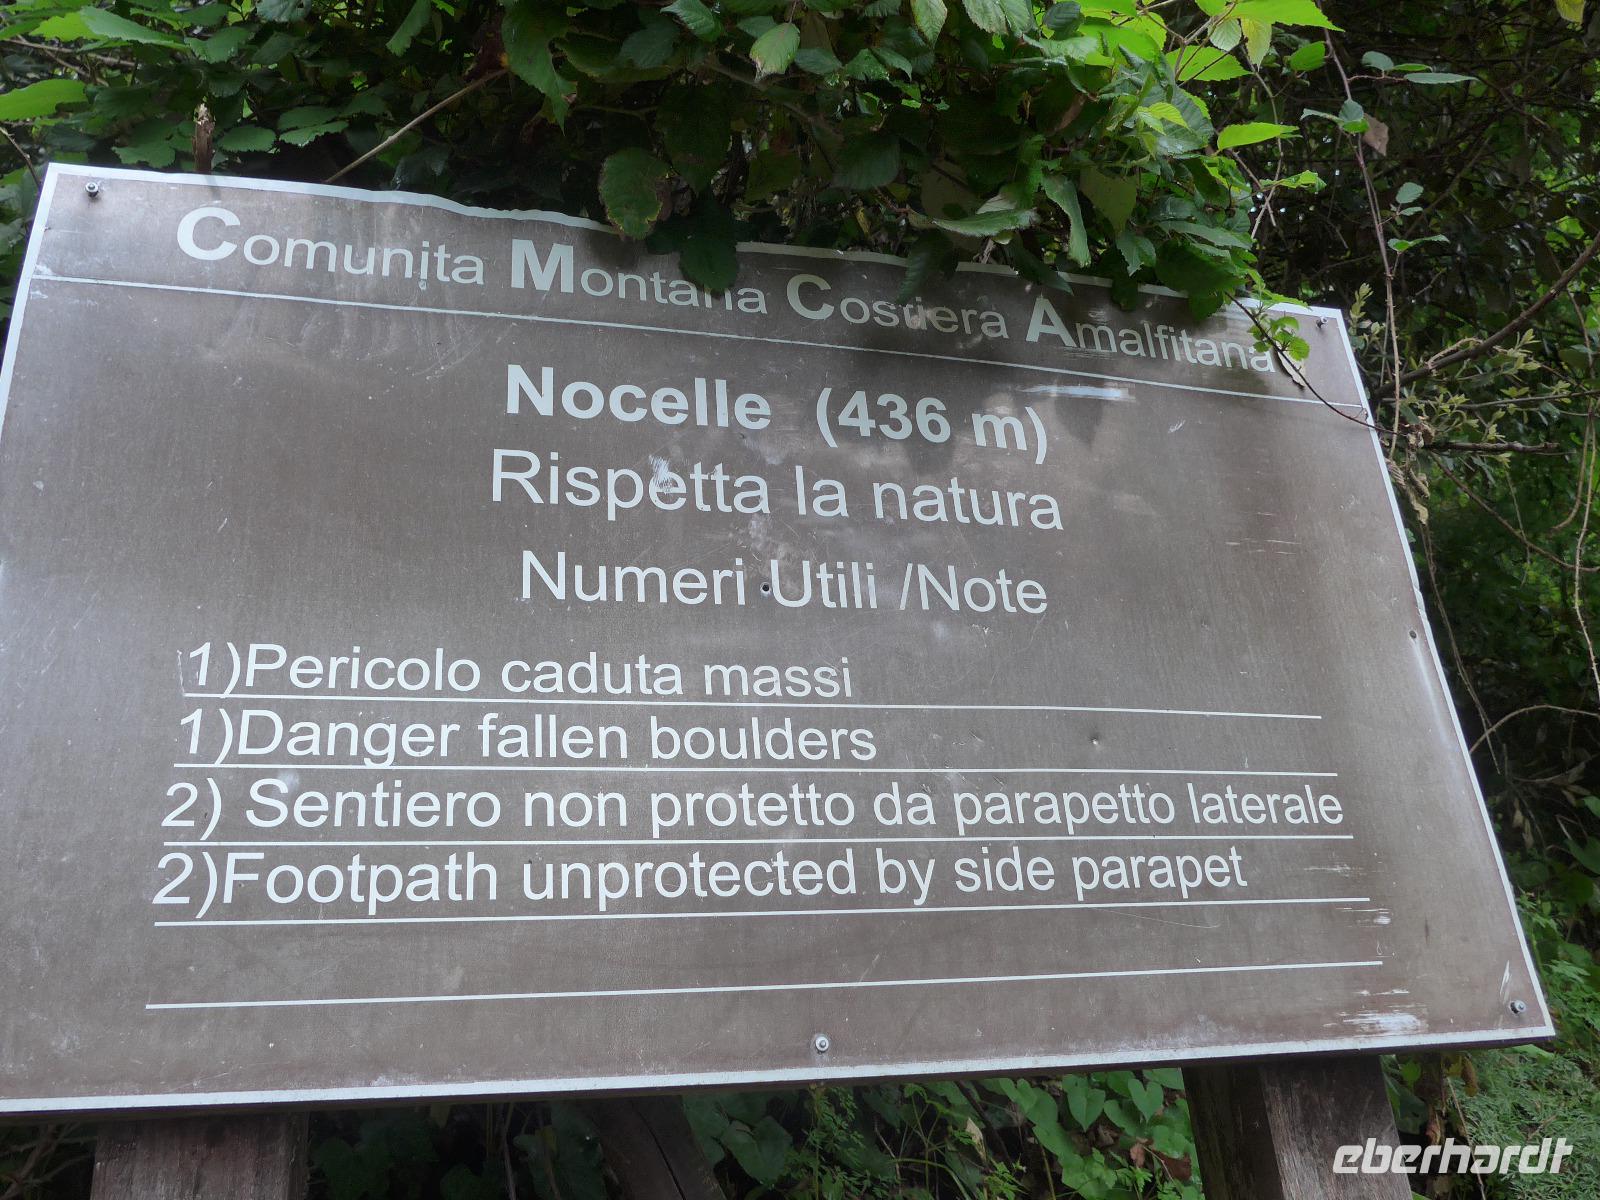 Comunita Montana Costiera Amalfitana
Nocelle (436 m)
Rispetta la natura
Numeri Utili /Note
1)Pericolo caduta massi
1)Danger fallen boulders
2) Sentiero non protetto da parapetto laterale
2)Footpath unprotected by side parapet
eberhardt